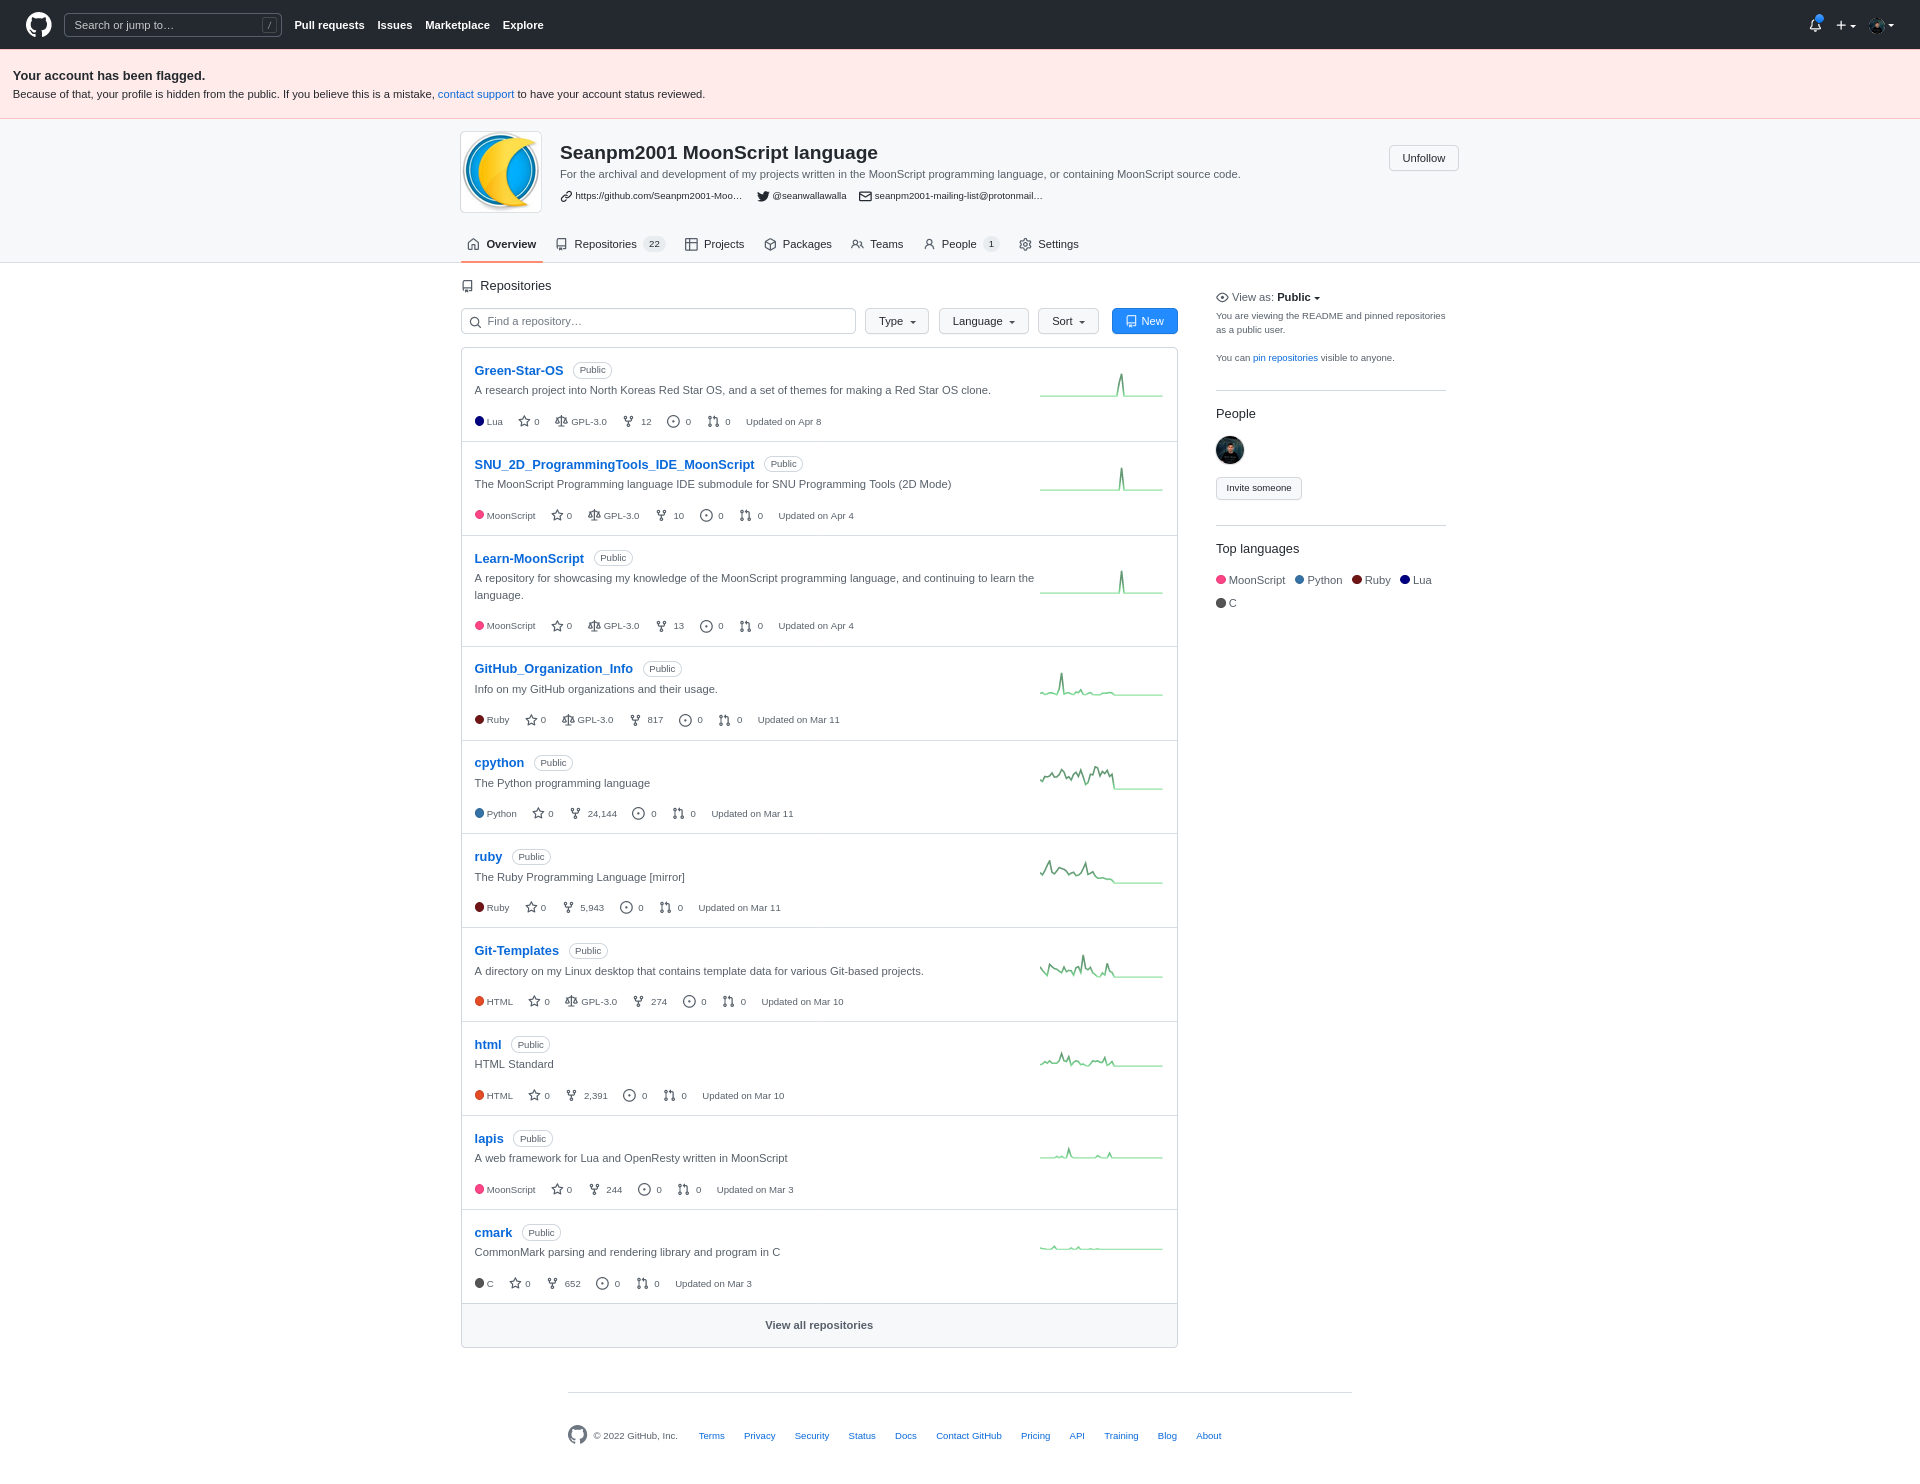 Search or jump to…
/
Pull requests Issues Marketplace Explore
Your account has been flagged.
Because of that, your profile is hidden from the public. If you believe this is a mistake, contact support to have your account status reviewed.
Seanpm2001 MoonScript language
Unfollow
For the archival and development of my projects written in the MoonScript programming language, or containing MoonScript source code.
https://github.com/Seanpm2001-Moo… @seanwallawalla seanpm2001-mailing-list@protonmail…
Overview Repositories 22 Projects Packages Teams People 1 Settings
Repositories
Find a repository… Type Language Sort New
Green-Star-OS Public
A research project into North Koreas Red Star OS, and a set of themes for making a Red Star OS clone.
Lua 0 GPL-3.0 12 0 0 Updated on Apr 8
SNU_2D_ProgrammingTools_IDE_MoonScript Public
The MoonScript Programming language IDE submodule for SNU Programming Tools (2D Mode)
MoonScript 0 GPL-3.0 10 0 0 Updated on Apr 4
Learn-MoonScript Public
A repository for showcasing my knowledge of the MoonScript programming language, and continuing to learn the
language.
MoonScript 0 GPL-3.0 13 0 0 Updated on Apr 4
GitHub_Organization_Info Public
Info on my GitHub organizations and their usage.
Ruby 0 GPL-3.0 817 0 0 Updated on Mar 11
cpython Public
The Python programming language
Python 0 24,144 0 0 Updated on Mar 11
ruby Public
The Ruby Programming Language [mirror]
Ruby 0 5,943 0 0 Updated on Mar 11
Git-Templates Public
A directory on my Linux desktop that contains template data for various Git-based projects.
HTML 0 GPL-3.0 274 0 0 Updated on Mar 10
html Public
HTML Standard
HTML 0 2,391 0 0 Updated on Mar 10
lapis Public
A web framework for Lua and OpenResty written in MoonScript
MoonScript 0 244 0 0 Updated on Mar 3
cmark Public
CommonMark parsing and rendering library and program in C
C 0 652 0 0 Updated on Mar 3
View all repositories
View as: Public
You are viewing the README and pinned repositories
as a public user.
You can pin repositories visible to anyone.
People
Invite someone
Top languages
MoonScript Python Ruby Lua
C
© 2022 GitHub, Inc. Terms Privacy Security Status Docs Contact GitHub Pricing API Training Blog About